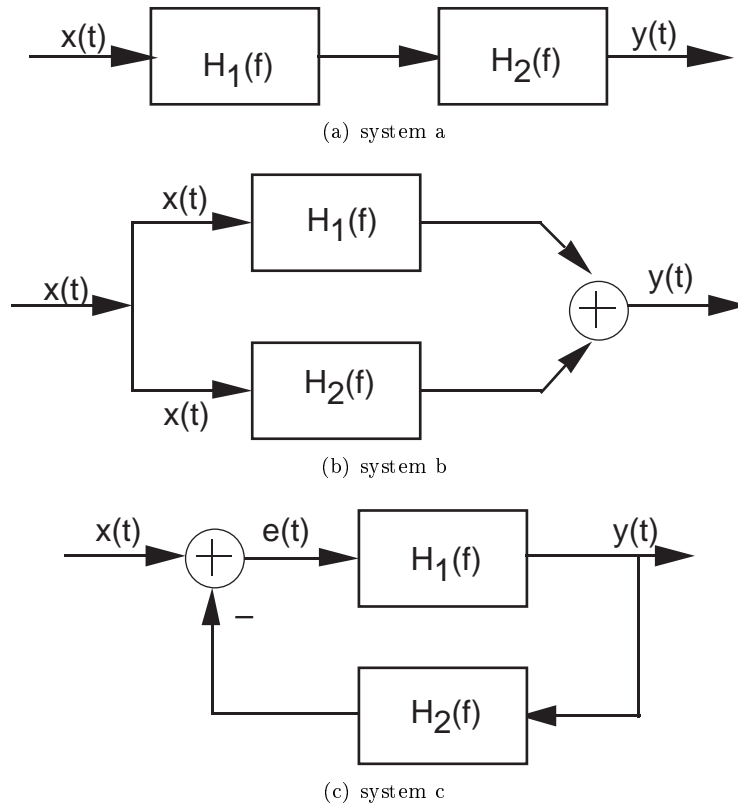 x(t)
H1(f)
H2(f)
y(t)
(a) system a
x(t)
x(t)
H1(f)
y(t)
x(t)
H2(f)
(b) system b
x(t)
e(t)
H1(f)
y(t)
–
H2(f)
(c) system c